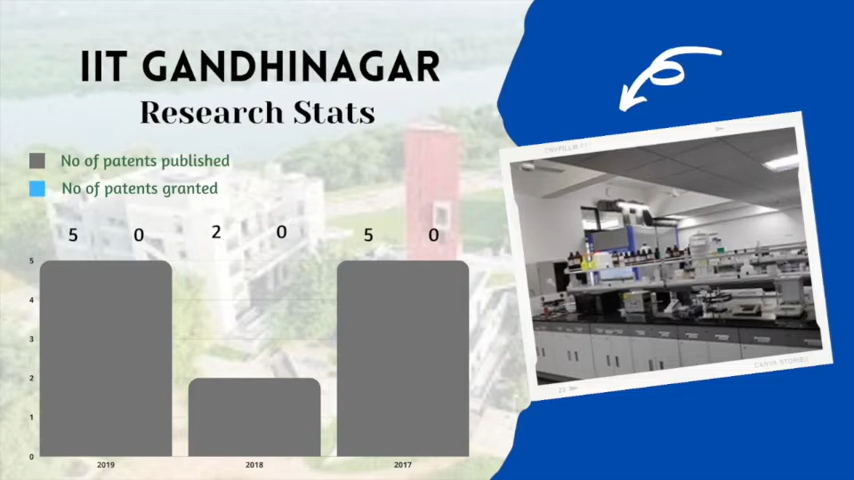 IIT GANDHINAGAR
Research Stats
No of patents published
No of patents granted
5 0 2 0 5 0
5
4
3
2
1
0
2019 2018 2017
CANVA STORIES